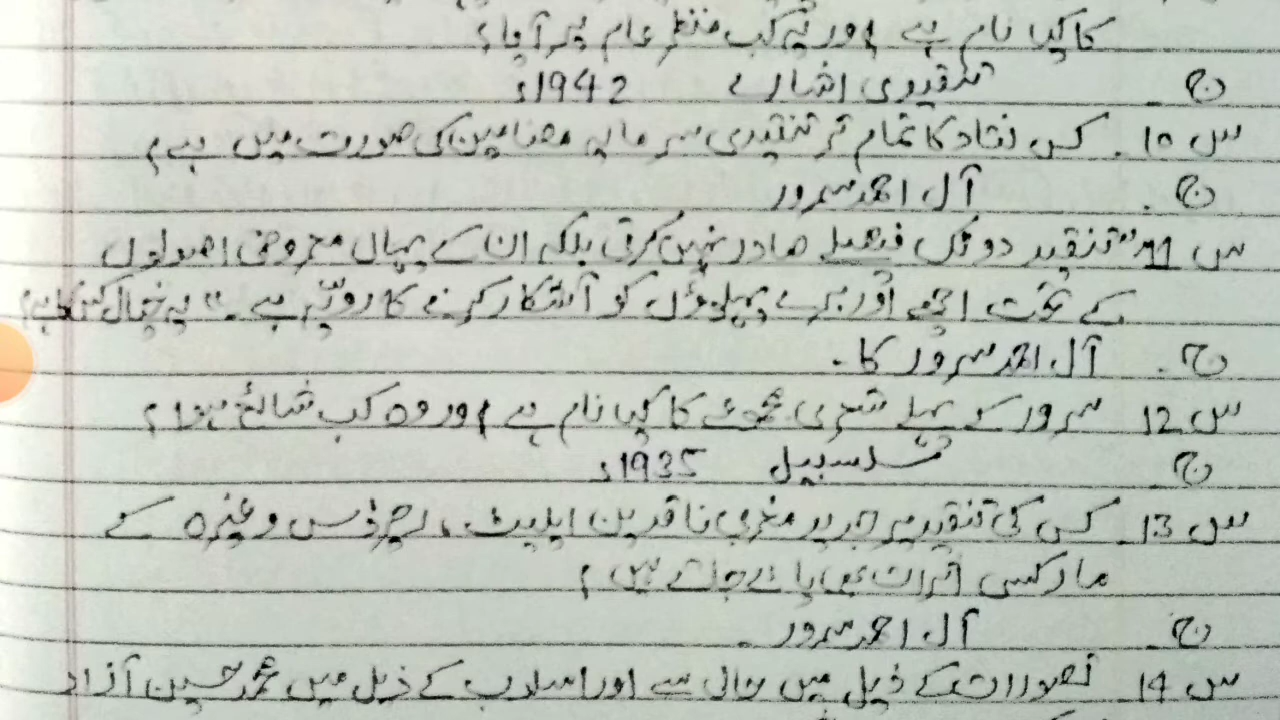 کا کیا نام ہے اور یہ کب منظر عام پر آیا؟
ج۔ تنقیدی اشارے 1942ء
س 10۔ کس نقاد کا تمام تر تنقیدی سرمایہ مضامین کی صورت میں ہے؟
ج۔ آل احمد سرور
س 11 "تنقید دو ٹوک فیصلے صادر نہیں کرتی بلکہ ان کے یہاں معروضی اصولوں
کے تحت اچھے اور برے پہلوؤں کو آشکار کرنے کا رویہ ہے۔" یہ خیال کس کا ہے؟
ج۔ آل احمد سرور کا۔
س 12 سرور کے پہلے شعری مجموعے کا کیا نام ہے اور وہ کب شائع ہوا؟
ج۔ سلسبیل 1935ء
س 13۔ کس کی تنقید پر جدید مغربی ناقدین ایلیٹ، رچرڈس وغیرہ کے
مارکسی اثرات بھی پائے جاتے ہیں؟
ج۔ آل احمد سرور۔
س 14۔ تصورات کے ذیل میں حالی سے اور اسلوب کے ذیل میں محمد حسین آزاد